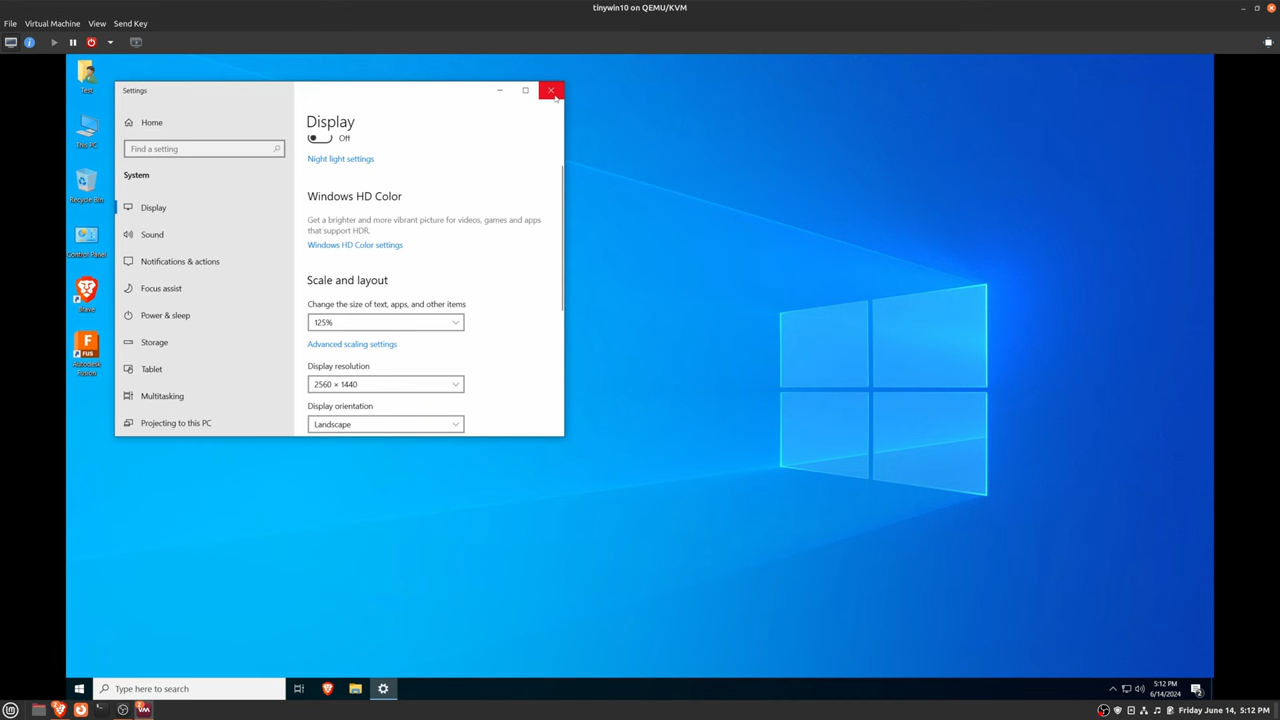 tinywin10 on QEMU/KVM
File Virtual Machine View Send Key
Test
This PC
Recycle Bin
Control Panel
Brave
Autodesk
Fusion
F
FUS
Settings
Home
Find a setting
System
Display
Sound
Notifications & actions
Focus assist
Power & sleep
Storage
Tablet
Multitasking
Projecting to this PC
Display
Off
Night light settings
Windows HD Color
Get a brighter and more vibrant picture for videos, games and apps
that support HDR.
Windows HD Color settings
Scale and layout
Change the size of text, apps, and other items
125%
Advanced scaling settings
Display resolution
2560 × 1440
Display orientation
Landscape
Type here to search
5:12 PM
6/14/2024
2
Friday June 14, 5:12 PM